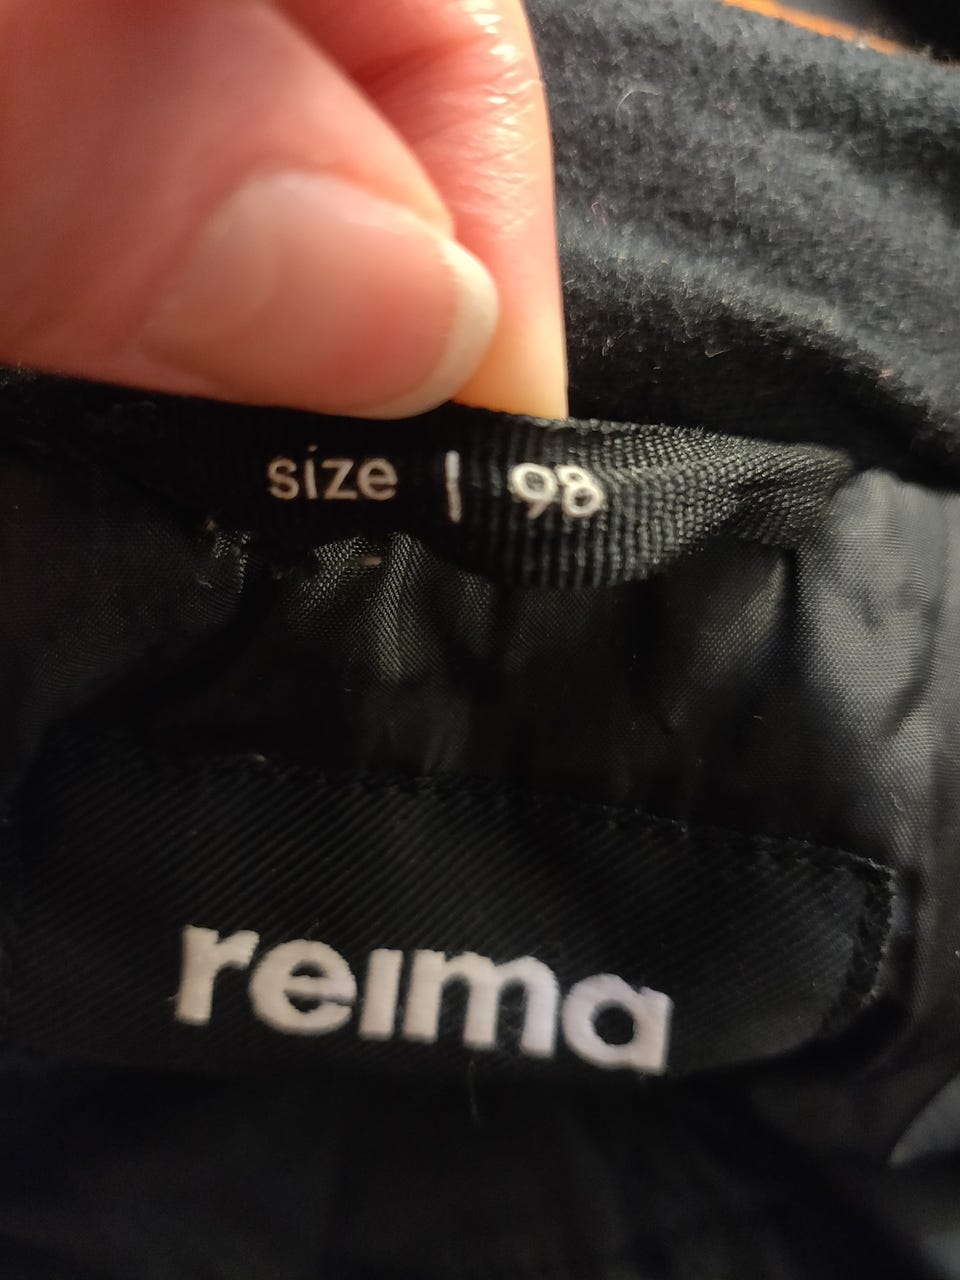 size | 98
reima